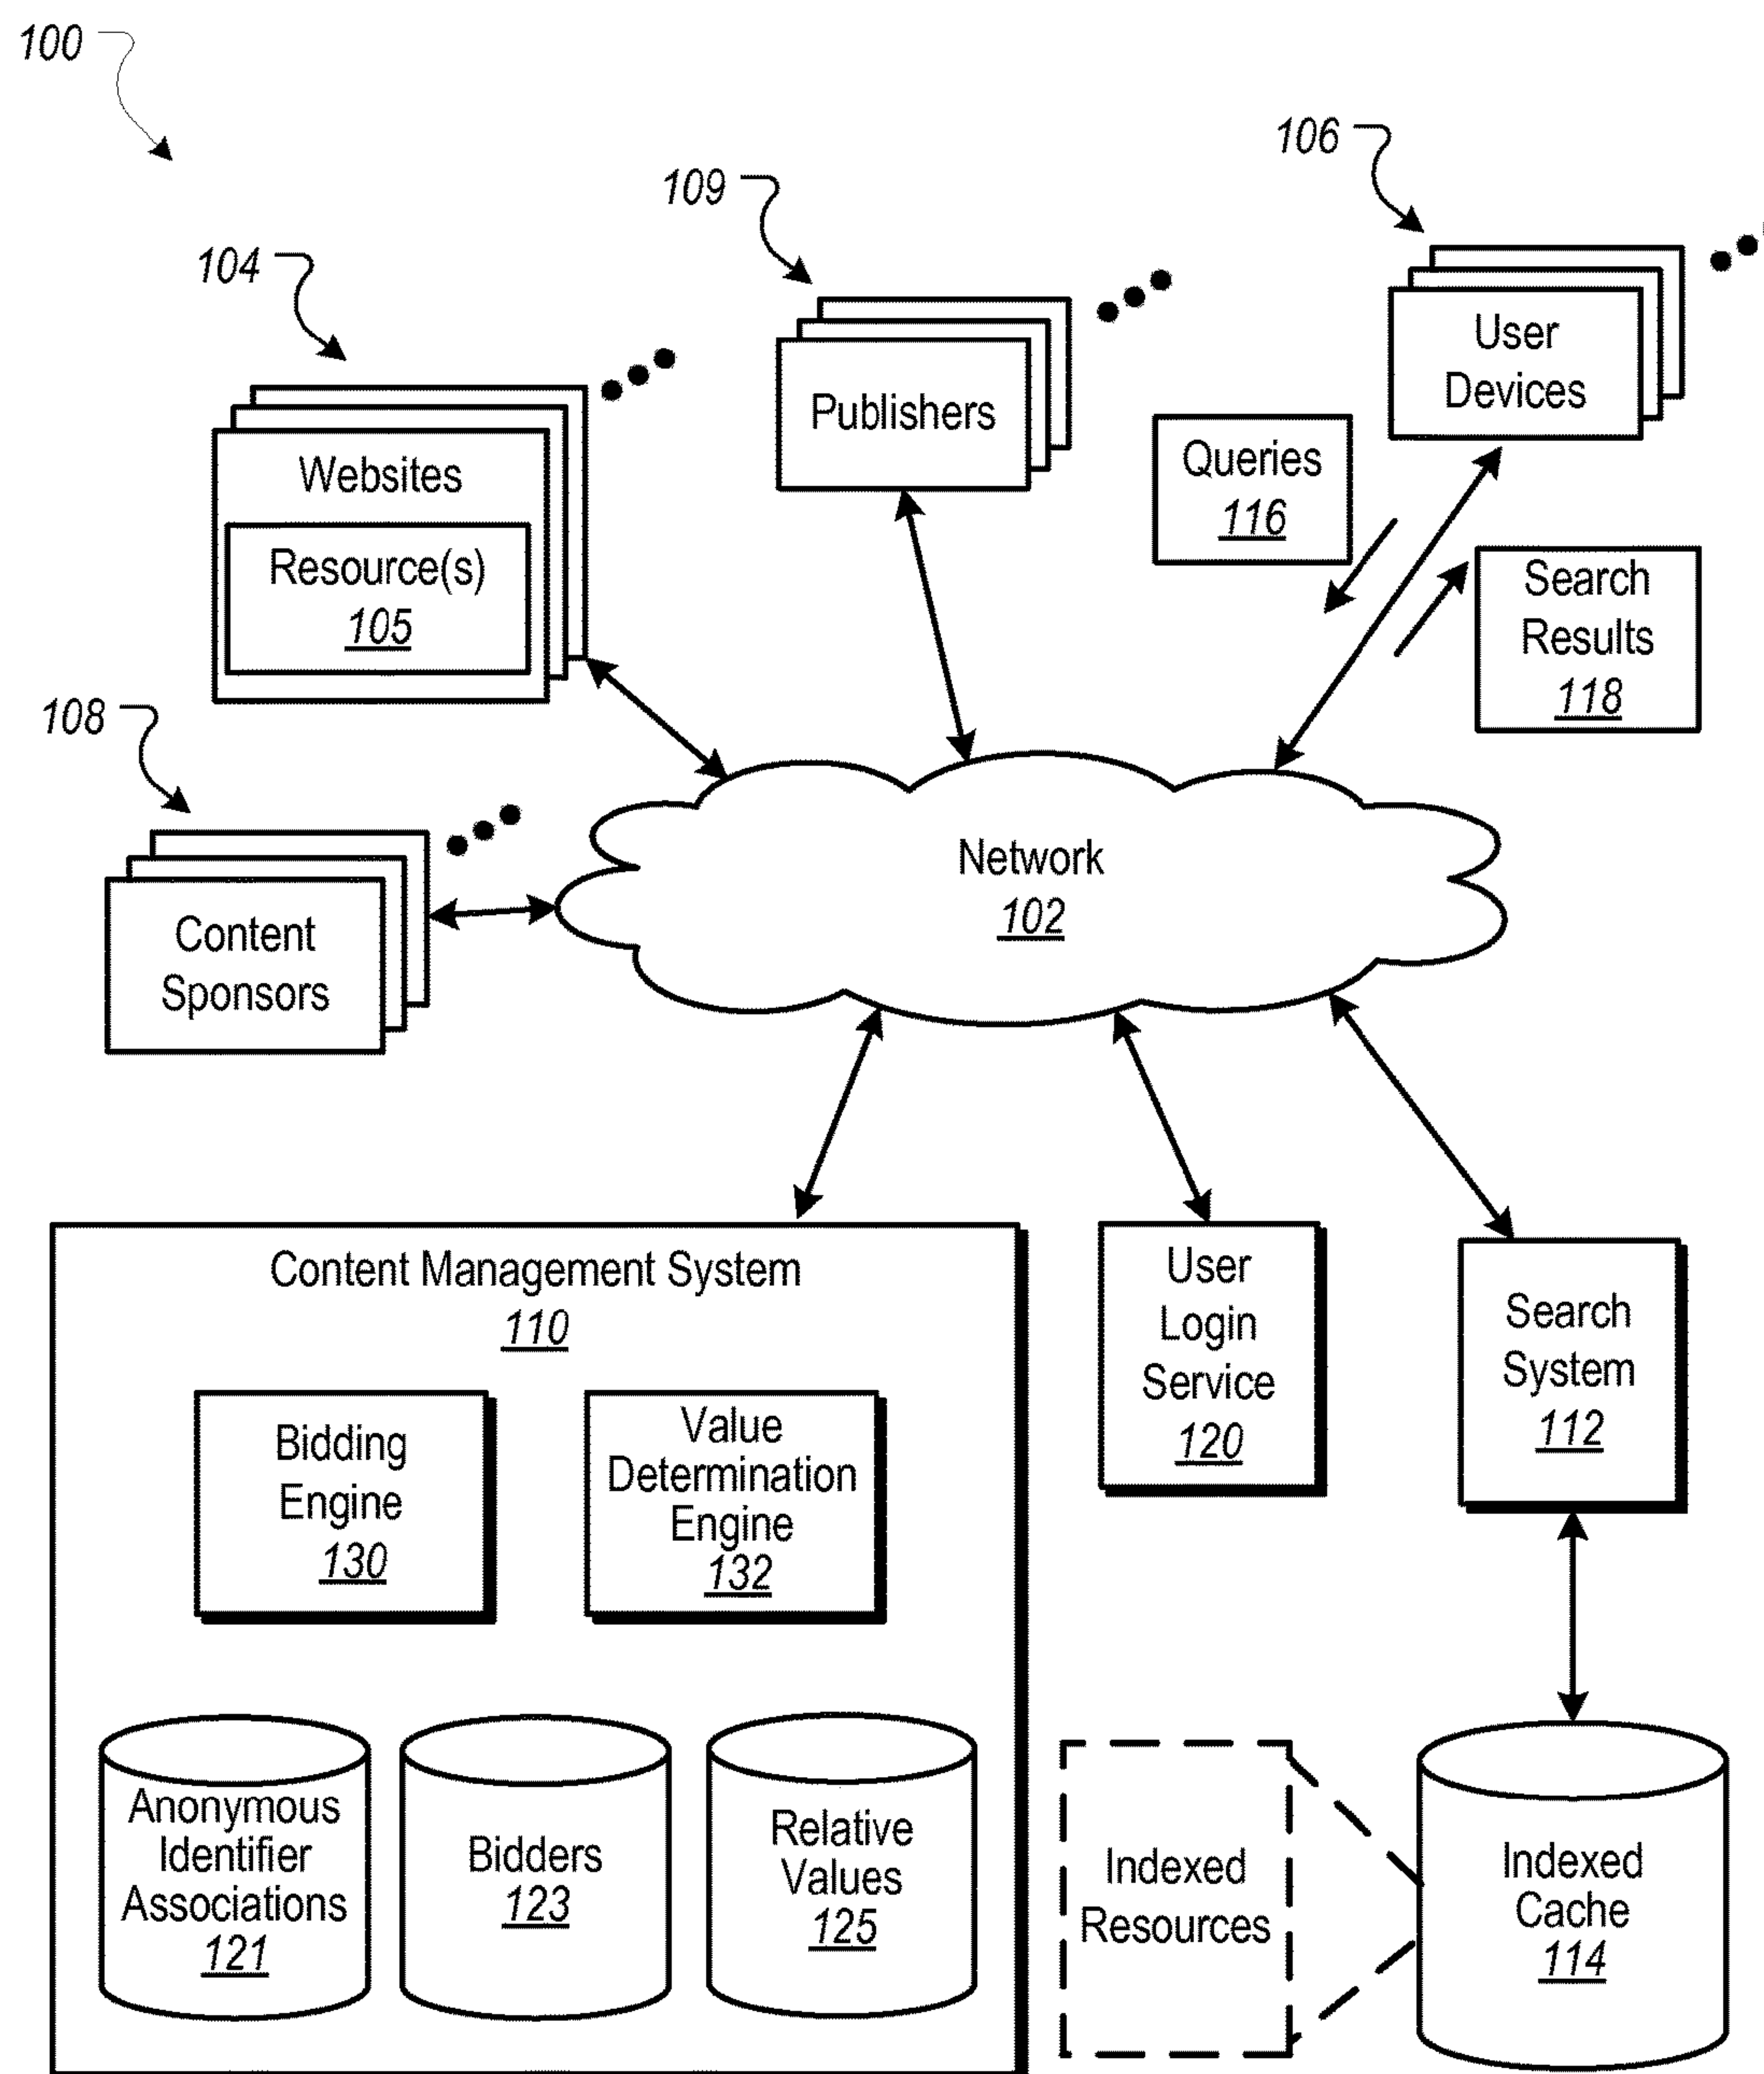 100
106
109
104
User
Devices
Publishers
Queries
116
Websites
Resource(s)
105
Search
Results
118
108
Network
102
Content
Sponsors
Content Management System
110
User
Login
Service
120
Search
System
112
Bidding
Engine
130
Value
Determination
Engine
132
Anonymous
Identifier
Associations
121
Bidders
123
Relative
Values
125
Indexed
Resources
Indexed
Cache
114